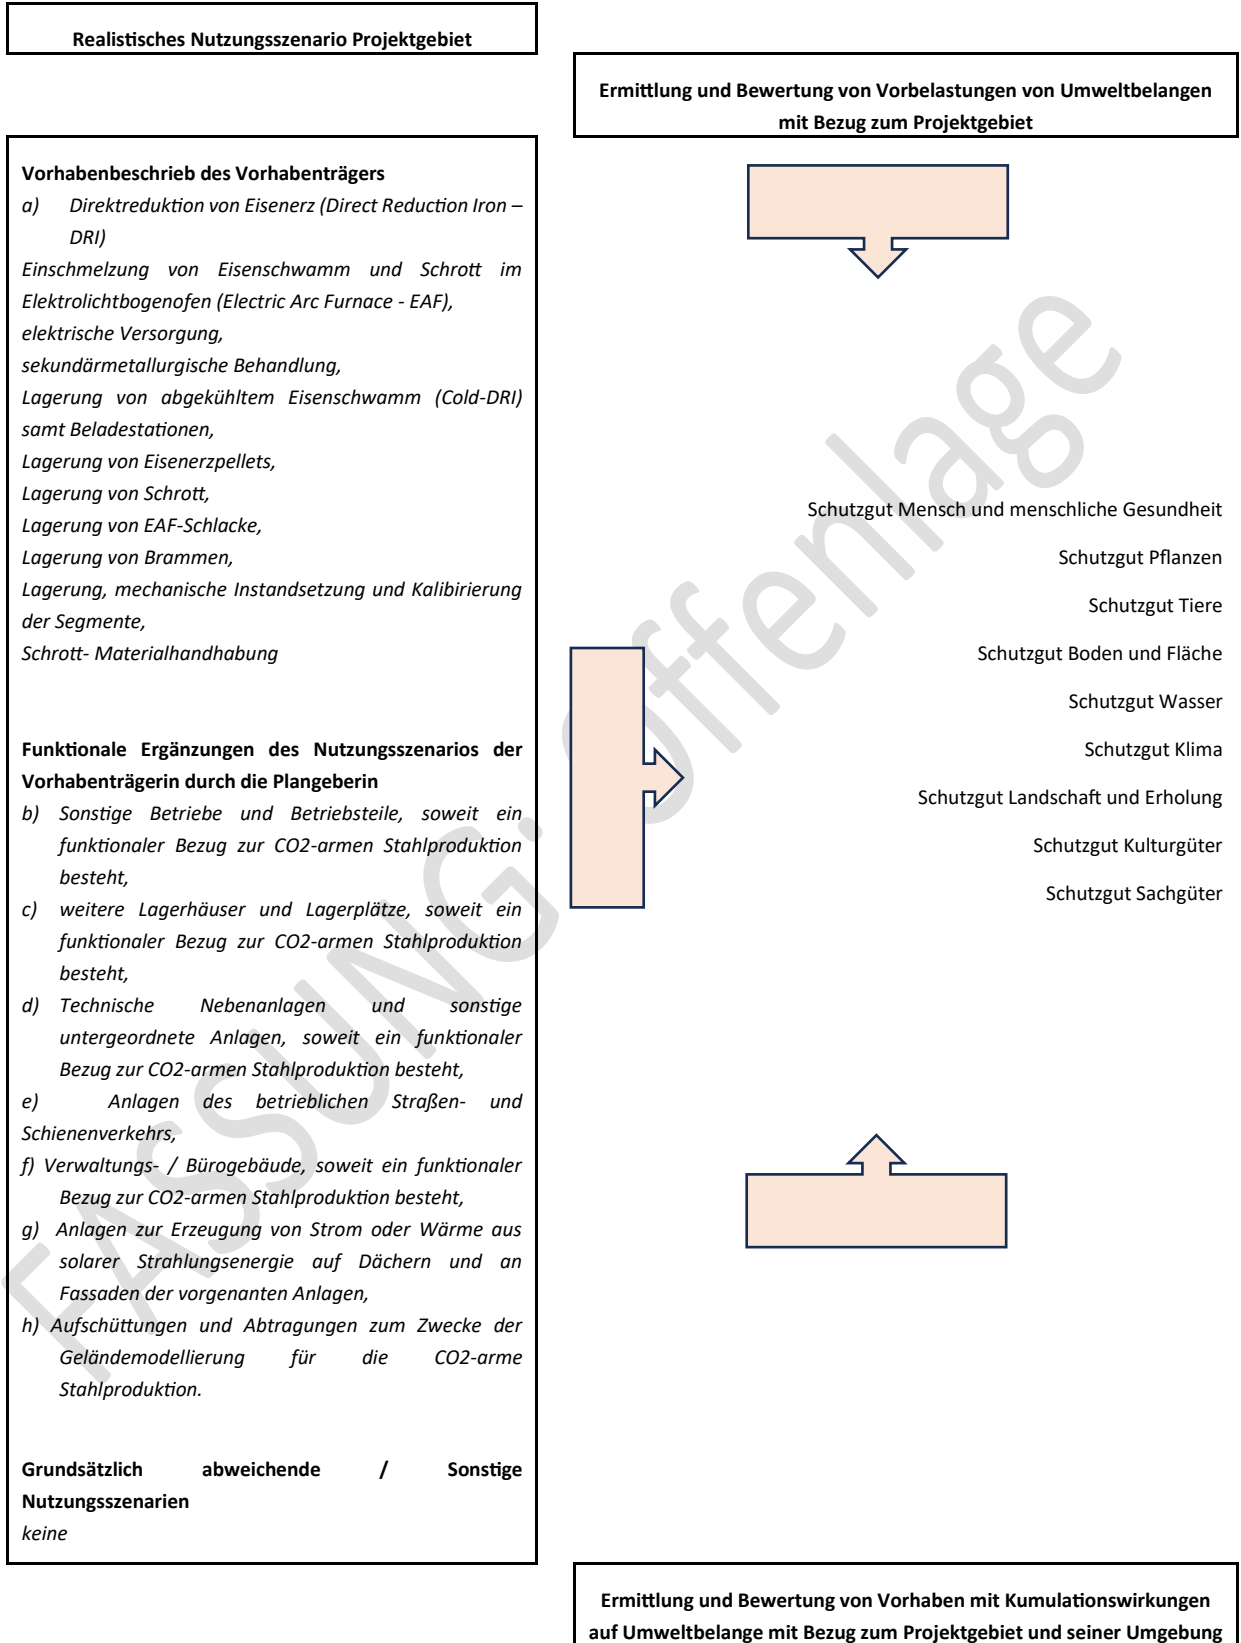 Realistisches Nutzungsszenario Projektgebiet
Ermittlung und Bewertung von Vorbelastungen von Umweltbelangen
mit Bezug zum Projektgebiet
Vorhabenbeschrieb des Vorhabenträgers
a) Direktreduktion von Eisenerz (Direct Reduction Iron –
DRI)
Einschmelzung von Eisenschwamm und Schrott im
Elektrolichtbogenofen (Electric Arc Furnace - EAF),
elektrische Versorgung,
sekundärmetallurgische Behandlung,
Lagerung von abgekühltem Eisenschwamm (Cold-DRI)
samt Beladestationen,
Lagerung von Eisenerzpellets,
Lagerung von Schrott,
Lagerung von EAF-Schlacke,
Lagerung von Brammen,
Lagerung, mechanische Instandsetzung und Kalibirierung
der Segmente,
Schrott- Materialhandhabung
Funktionale Ergänzungen des Nutzungsszenarios der
Vorhabenträgerin durch die Plangeberin
b) Sonstige Betriebe und Betriebsteile, soweit ein
funktionaler Bezug zur CO2-armen Stahlproduktion
besteht,
c) weitere Lagerhäuser und Lagerplätze, soweit ein
funktionaler Bezug zur CO2-armen Stahlproduktion
besteht,
d) Technische Nebenanlagen und sonstige
untergeordnete Anlagen, soweit ein funktionaler
Bezug zur CO2-armen Stahlproduktion besteht,
e) Anlagen des betrieblichen Straßen- und
Schienenverkehrs,
f) Verwaltungs- / Bürogebäude, soweit ein funktionaler
Bezug zur CO2-armen Stahlproduktion besteht,
g) Anlagen zur Erzeugung von Strom oder Wärme aus
solarer Strahlungsenergie auf Dächern und an
Fassaden der vorgenannten Anlagen,
h) Aufschüttungen und Abtragungen zum Zwecke der
Geländemodellierung für die CO2-arme
Stahlproduktion.
Grundsätzlich abweichende / Sonstige
Nutzungsszenarien
keine
Schutzgut Mensch und menschliche Gesundheit
Schutzgut Pflanzen
Schutzgut Tiere
Schutzgut Boden und Fläche
Schutzgut Wasser
Schutzgut Klima
Schutzgut Landschaft und Erholung
Schutzgut Kulturgüter
Schutzgut Sachgüter
Ermittlung und Bewertung von Vorhaben mit Kumulationswirkungen
auf Umweltbelange mit Bezug zum Projektgebiet und seiner Umgebung
FASSUNG: Offenlage